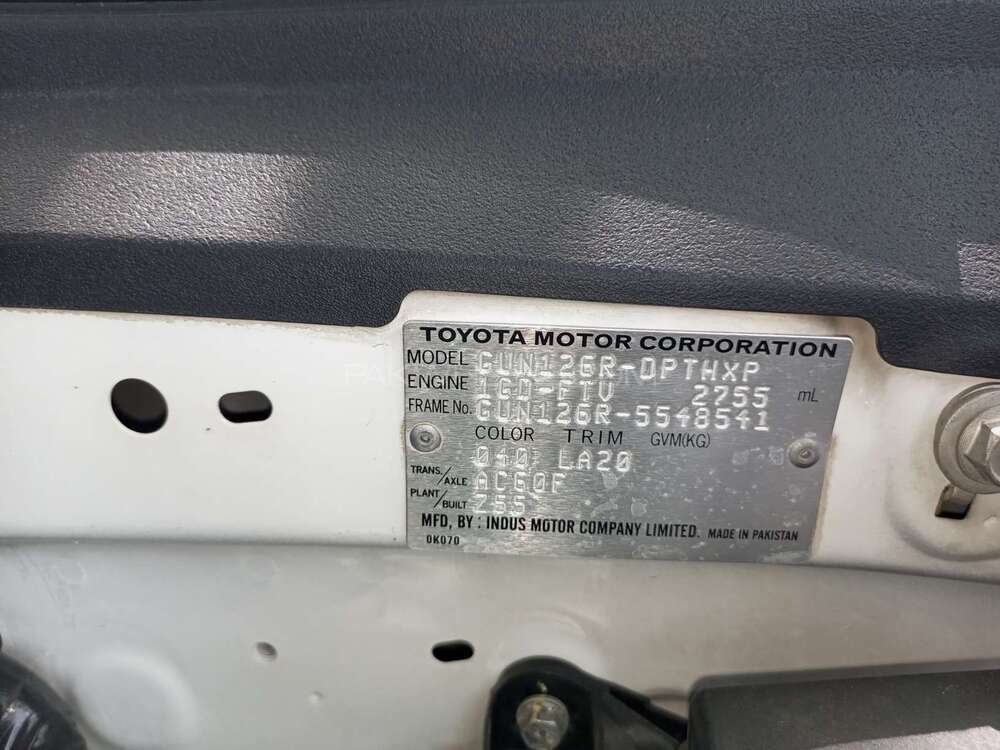 TOYOTA MOTOR CORPORATION
MODEL GUN126R-DPTHXP
ENGINE 1GD-FTV 2755 mL
FRAME No. GUN126R-5548541
COLOR TRIM GVM(KG)
040 LA20
TRANS./AXLE AC60F
PLANT/BUILT Z55
MFD, BY : INDUS MOTOR COMPANY LIMITED. MADE IN PAKISTAN
0K070